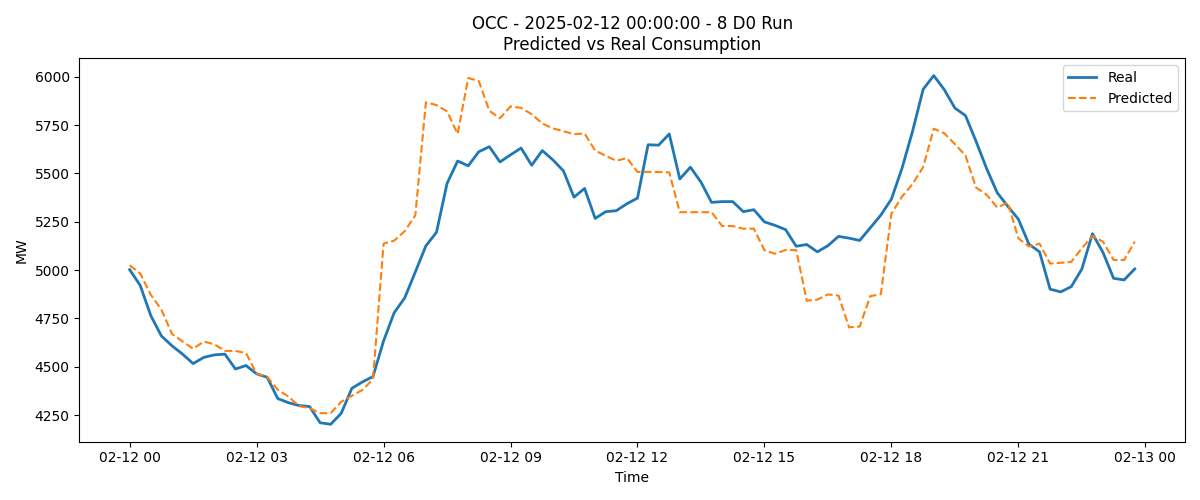 OCC - 2025-02-12 00:00:00 - 8 D0 Run
Predicted vs Real Consumption
Real
Predicted
MW
6000
5750
5500
5250
5000
4750
4500
4250
02-12 00
02-12 03
02-12 06
02-12 09
02-12 12
02-12 15
02-12 18
02-12 21
02-13 00
Time